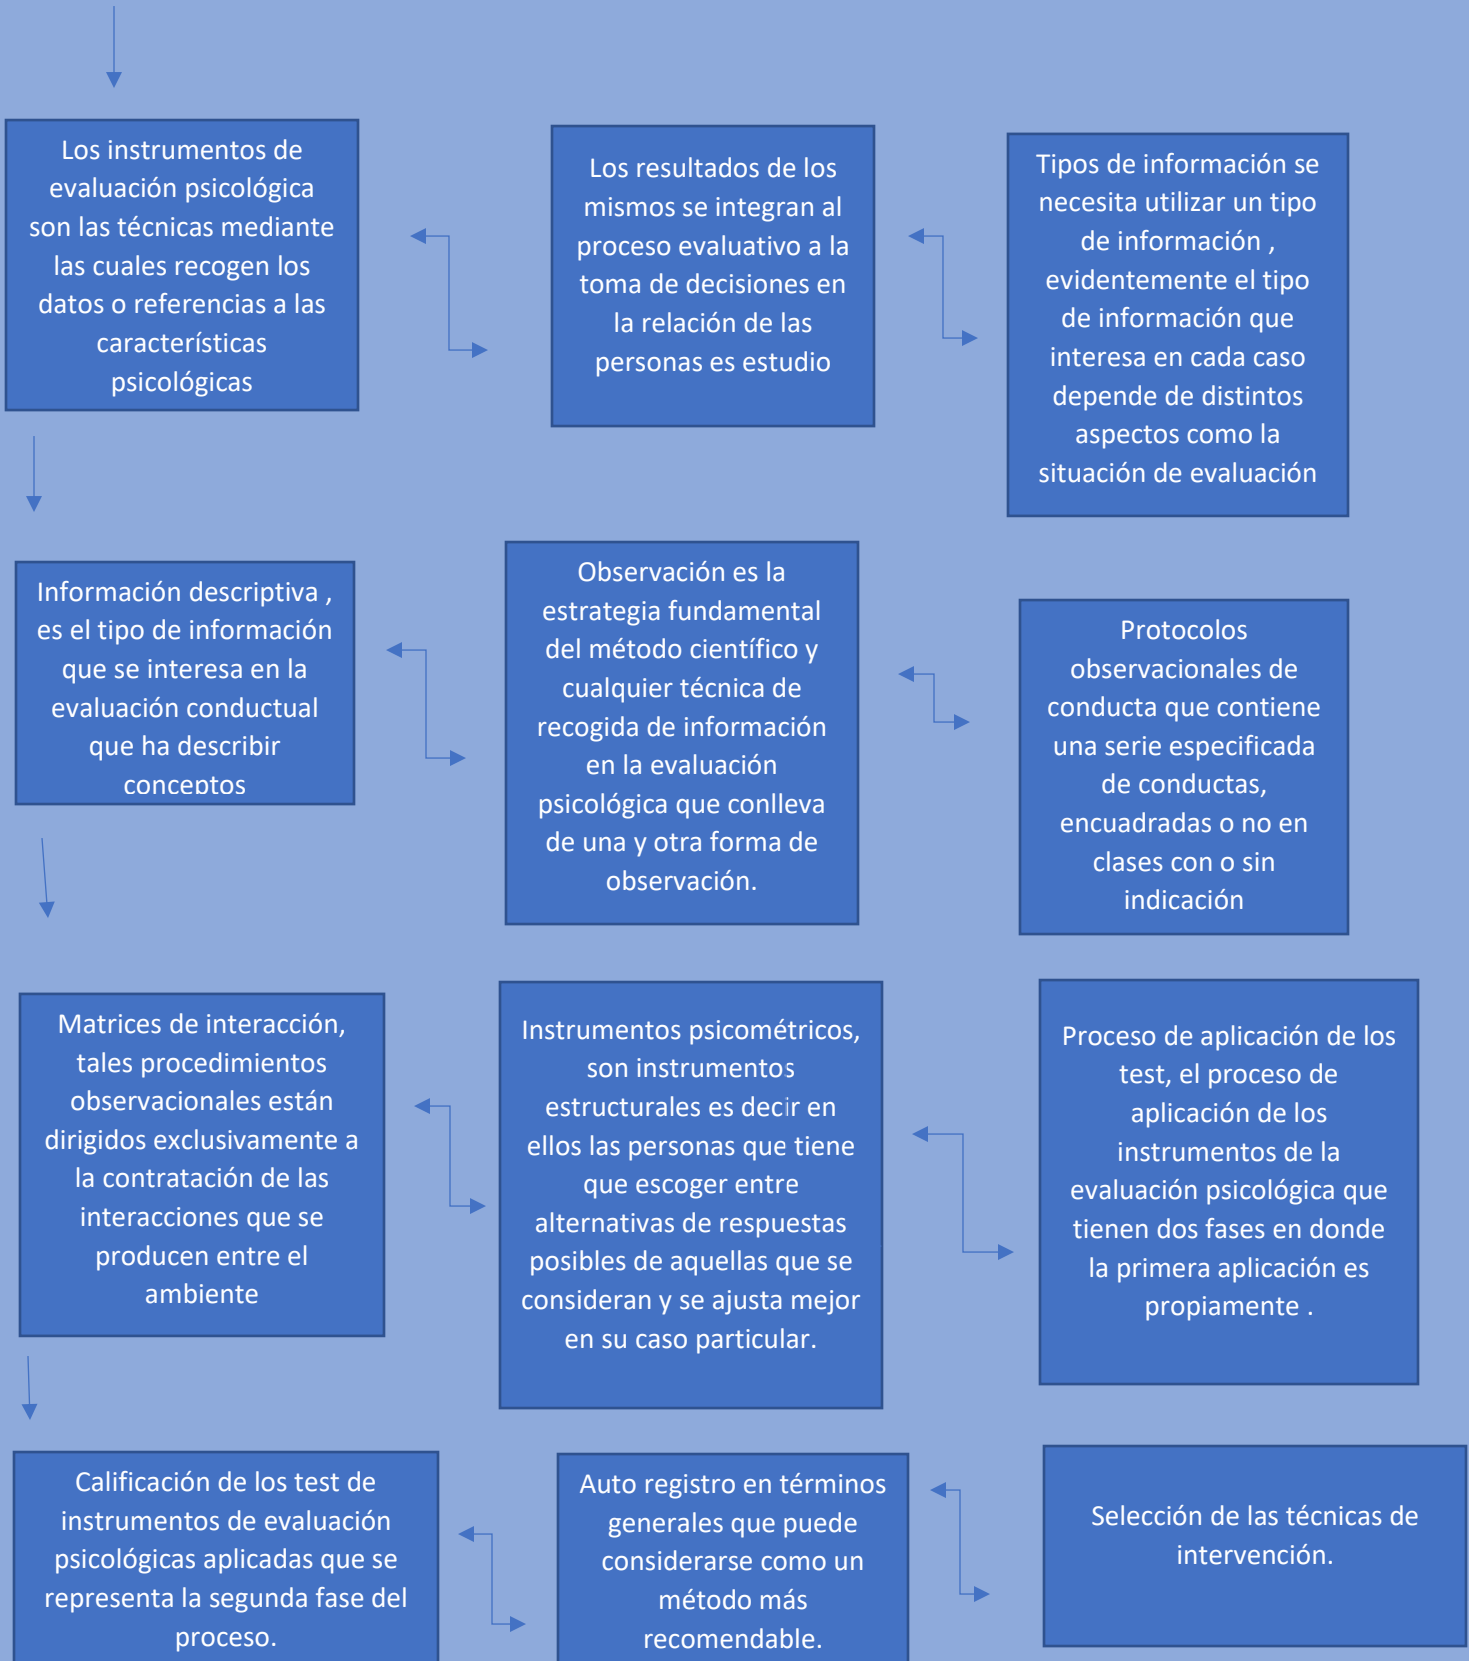 Los instrumentos de
evaluación psicológica
son las técnicas mediante
las cuales recogen los
datos o referencias a las
características
psicológicas
Los resultados de los
mismos se integran al
proceso evaluativo a la
toma de decisiones en
la relación de las
personas es estudio
Tipos de información se
necesita utilizar un tipo
de información ,
evidentemente el tipo
de información que
interesa en cada caso
depende de distintos
aspectos como la
situación de evaluación
Información descriptiva ,
es el tipo de información
que se interesa en la
evaluación conductual
que ha describir
conceptos
Observación es la
estrategia fundamental
del método científico y
cualquier técnica de
recogida de información
en la evaluación
psicológica que conlleva
de una y otra forma de
observación.
Protocolos
observacionales de
conducta que contiene
una serie especificada
de conductas,
encuadradas o no en
clases con o sin
indicación
Matrices de interacción,
tales procedimientos
observacionales están
dirigidos exclusivamente a
la contratación de las
interacciones que se
producen entre el
ambiente
Instrumentos psicométricos,
son instrumentos
estructurales es decir en
ellos las personas que tiene
que escoger entre
alternativas de respuestas
posibles de aquellas que se
consideran y se ajusta mejor
en su caso particular.
Proceso de aplicación de los
test, el proceso de
aplicación de los
instrumentos de la
evaluación psicológica que
tienen dos fases en donde
la primera aplicación es
propiamente .
Calificación de los test de
instrumentos de evaluación
psicológicas aplicadas que se
representa la segunda fase del
proceso.
Auto registro en términos
generales que puede
considerarse como un
método más
recomendable.
Selección de las técnicas de
intervención.